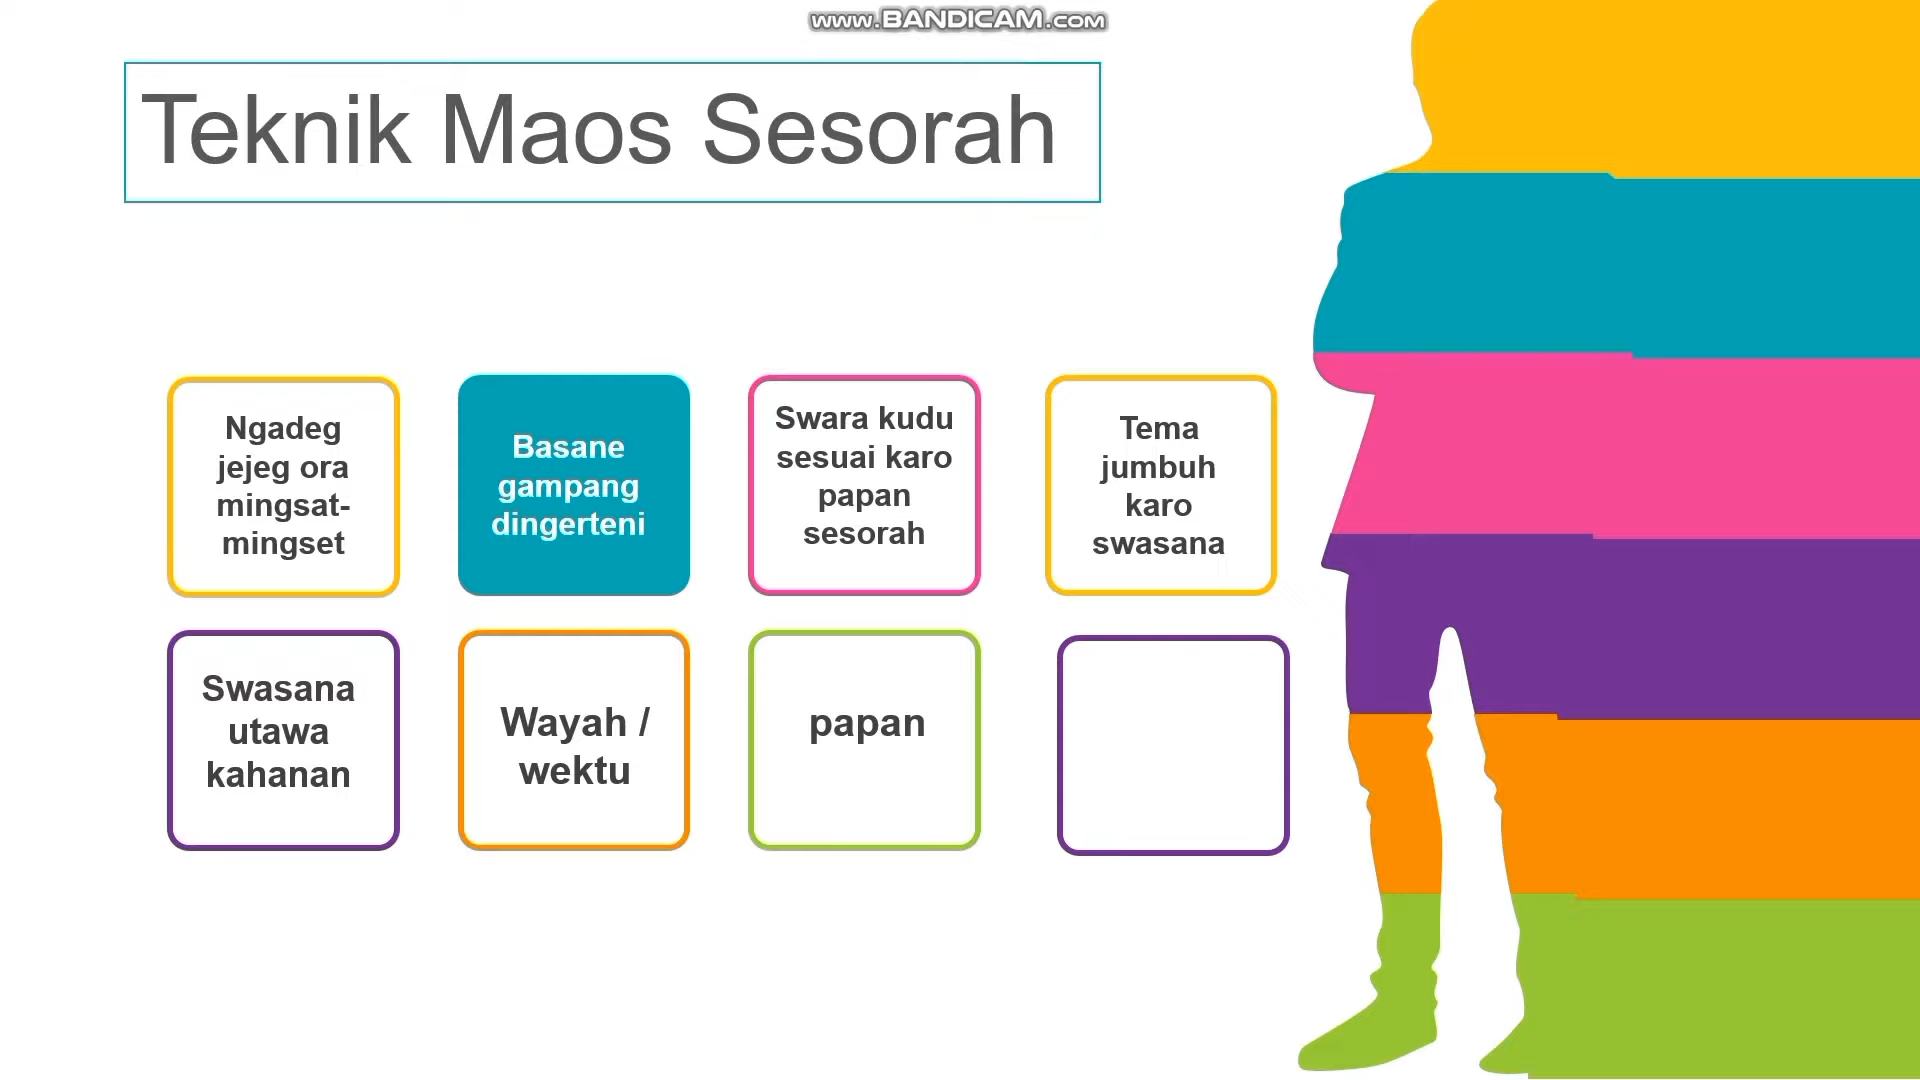 www.BANDICAM.com
Teknik Maos Sesorah
Ngadeg
jejeg ora
mingsat-
mingset
Basane
gampang
dingerteni
Swara kudu
sesuai karo
papan
sesorah
Tema
jumbuh
karo
swasana
Swasana
utawa
kahanan
Wayah /
wektu
papan